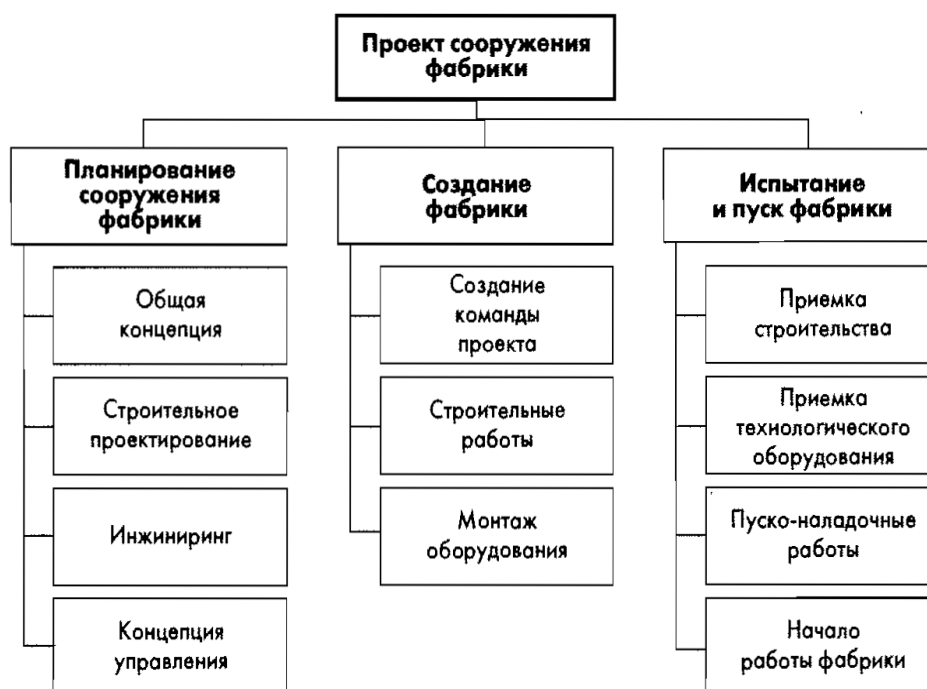 Проект сооружения
фабрики
Планирование
сооружения
фабрики
Общая
концепция
Строительное
проектирование
Инжиниринг
Концепция
управления
Создание
фабрики
Создание
команды
проекта
Строительные
работы
Монтаж
оборудования
Испытание
и пуск фабрики
Приемка
строительства
Приемка
технологического
оборудования
Пуско-наладочные
работы
Начало
работы фабрики